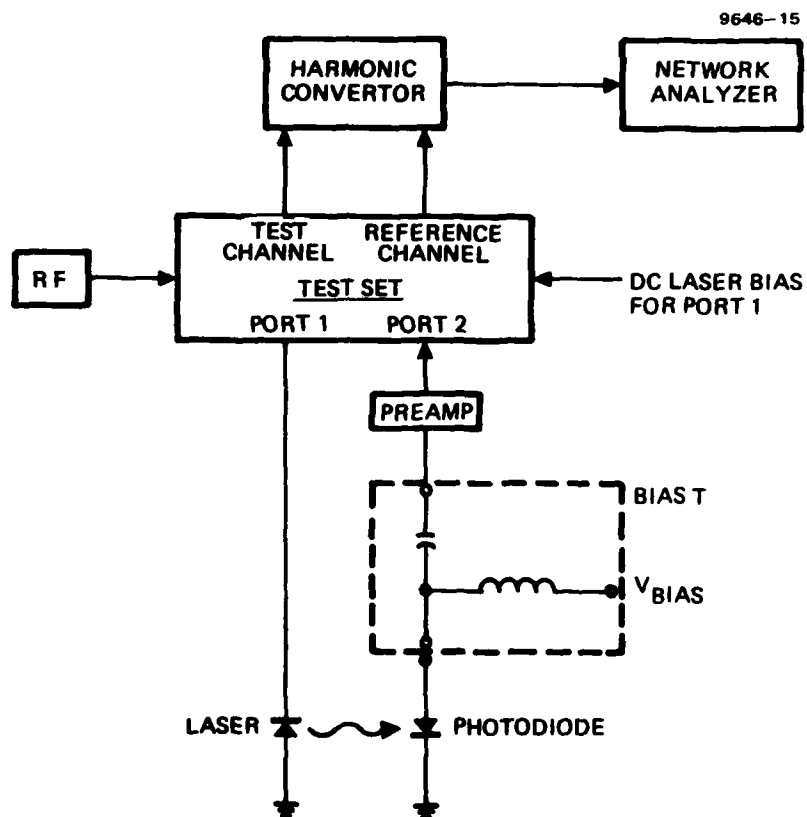 9646-15
HARMONIC
CONVERTOR
NETWORK
ANALYZER
TEST
CHANNEL
REFERENCE
CHANNEL
RF
TEST SET
DC LASER BIAS
FOR PORT 1
PORT 1
PORT 2
PREAMP
BIAS T
VBIAS
LASER
PHOTODIODE